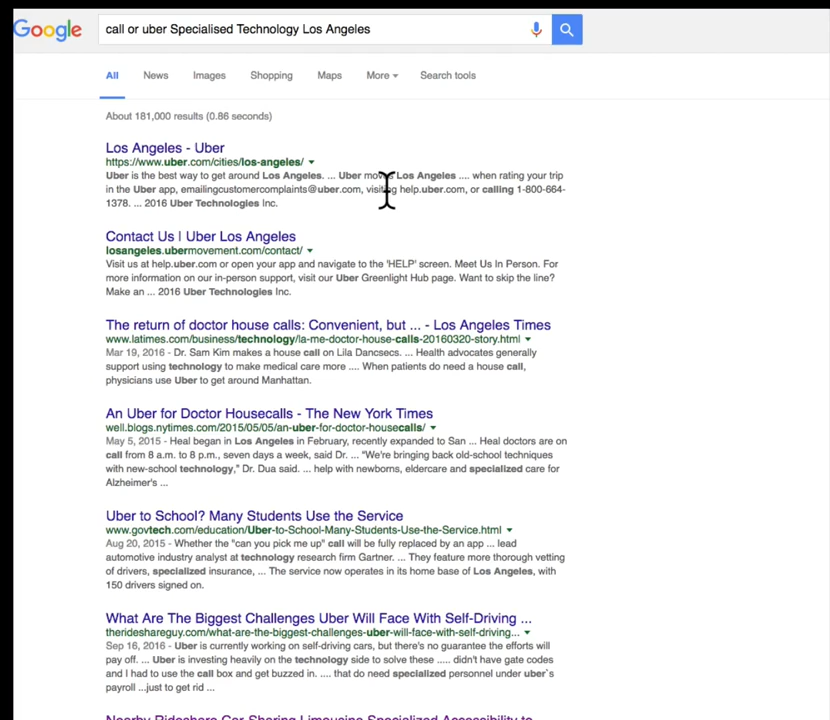 Google
call or uber Specialised Technology Los Angeles
All News Images Shopping Maps More Search tools
About 181,000 results (0.86 seconds)
Los Angeles - Uber
https://www.uber.com/cities/los-angeles/
Uber is the best way to get around Los Angeles. ... Uber moves Los Angeles .... when rating your trip
in the Uber app, emailingcustomercomplaints@uber.com, visiting help.uber.com, or calling 1-800-664-
1378. ... 2016 Uber Technologies Inc.
Contact Us | Uber Los Angeles
losangeles.ubermovement.com/contact/
Visit us at help.uber.com or open your app and navigate to the 'HELP' screen. Meet Us In Person. For
more information on our in-person support, visit our Uber Greenlight Hub page. Want to skip the line?
Make an ... 2016 Uber Technologies Inc.
The return of doctor house calls: Convenient, but ... - Los Angeles Times
www.latimes.com/business/technology/la-me-doctor-house-calls-20160320-story.html
Mar 19, 2016 - Dr. Sam Kim makes a house call on Lila Dancsecs. ... Health advocates generally
support using technology to make medical care more .... When patients do need a house call,
physicians use Uber to get around Manhattan.
An Uber for Doctor Housecalls - The New York Times
well.blogs.nytimes.com/2015/05/05/an-uber-for-doctor-housecalls/
May 5, 2015 - Heal began in Los Angeles in February, recently expanded to San ... Heal doctors are on
call from 8 a.m. to 8 p.m., seven days a week, said Dr. ... “We're bringing back old-school techniques
with new-school technology,” Dr. Dua said. ... help with newborns, eldercare and specialized care for
Alzheimer's ...
Uber to School? Many Students Use the Service
www.govtech.com/education/Uber-to-School-Many-Students-Use-the-Service.html
Aug 20, 2015 - Whether the "can you pick me up" call will be fully replaced by an app ... lead
automotive industry analyst at technology research firm Gartner. ... They feature more thorough vetting
of drivers, specialized insurance, ... The service now operates in its home base of Los Angeles, with
150 drivers signed on.
What Are The Biggest Challenges Uber Will Face With Self-Driving ...
therideshareguy.com/what-are-the-biggest-challenges-uber-will-face-with-self-driving...
Sep 16, 2016 - Uber is currently working on self-driving cars, but there's no guarantee the efforts will
pay off. ... Uber is investing heavily on the technology side to solve these ..... didn't have gate codes
and I had to use the call box and get buzzed in. .... that do need specialized personnel under uber`s
payroll ...just to get rid ...
Nearby Rideshare Car Sharing Limousine Specialized Accessibility to